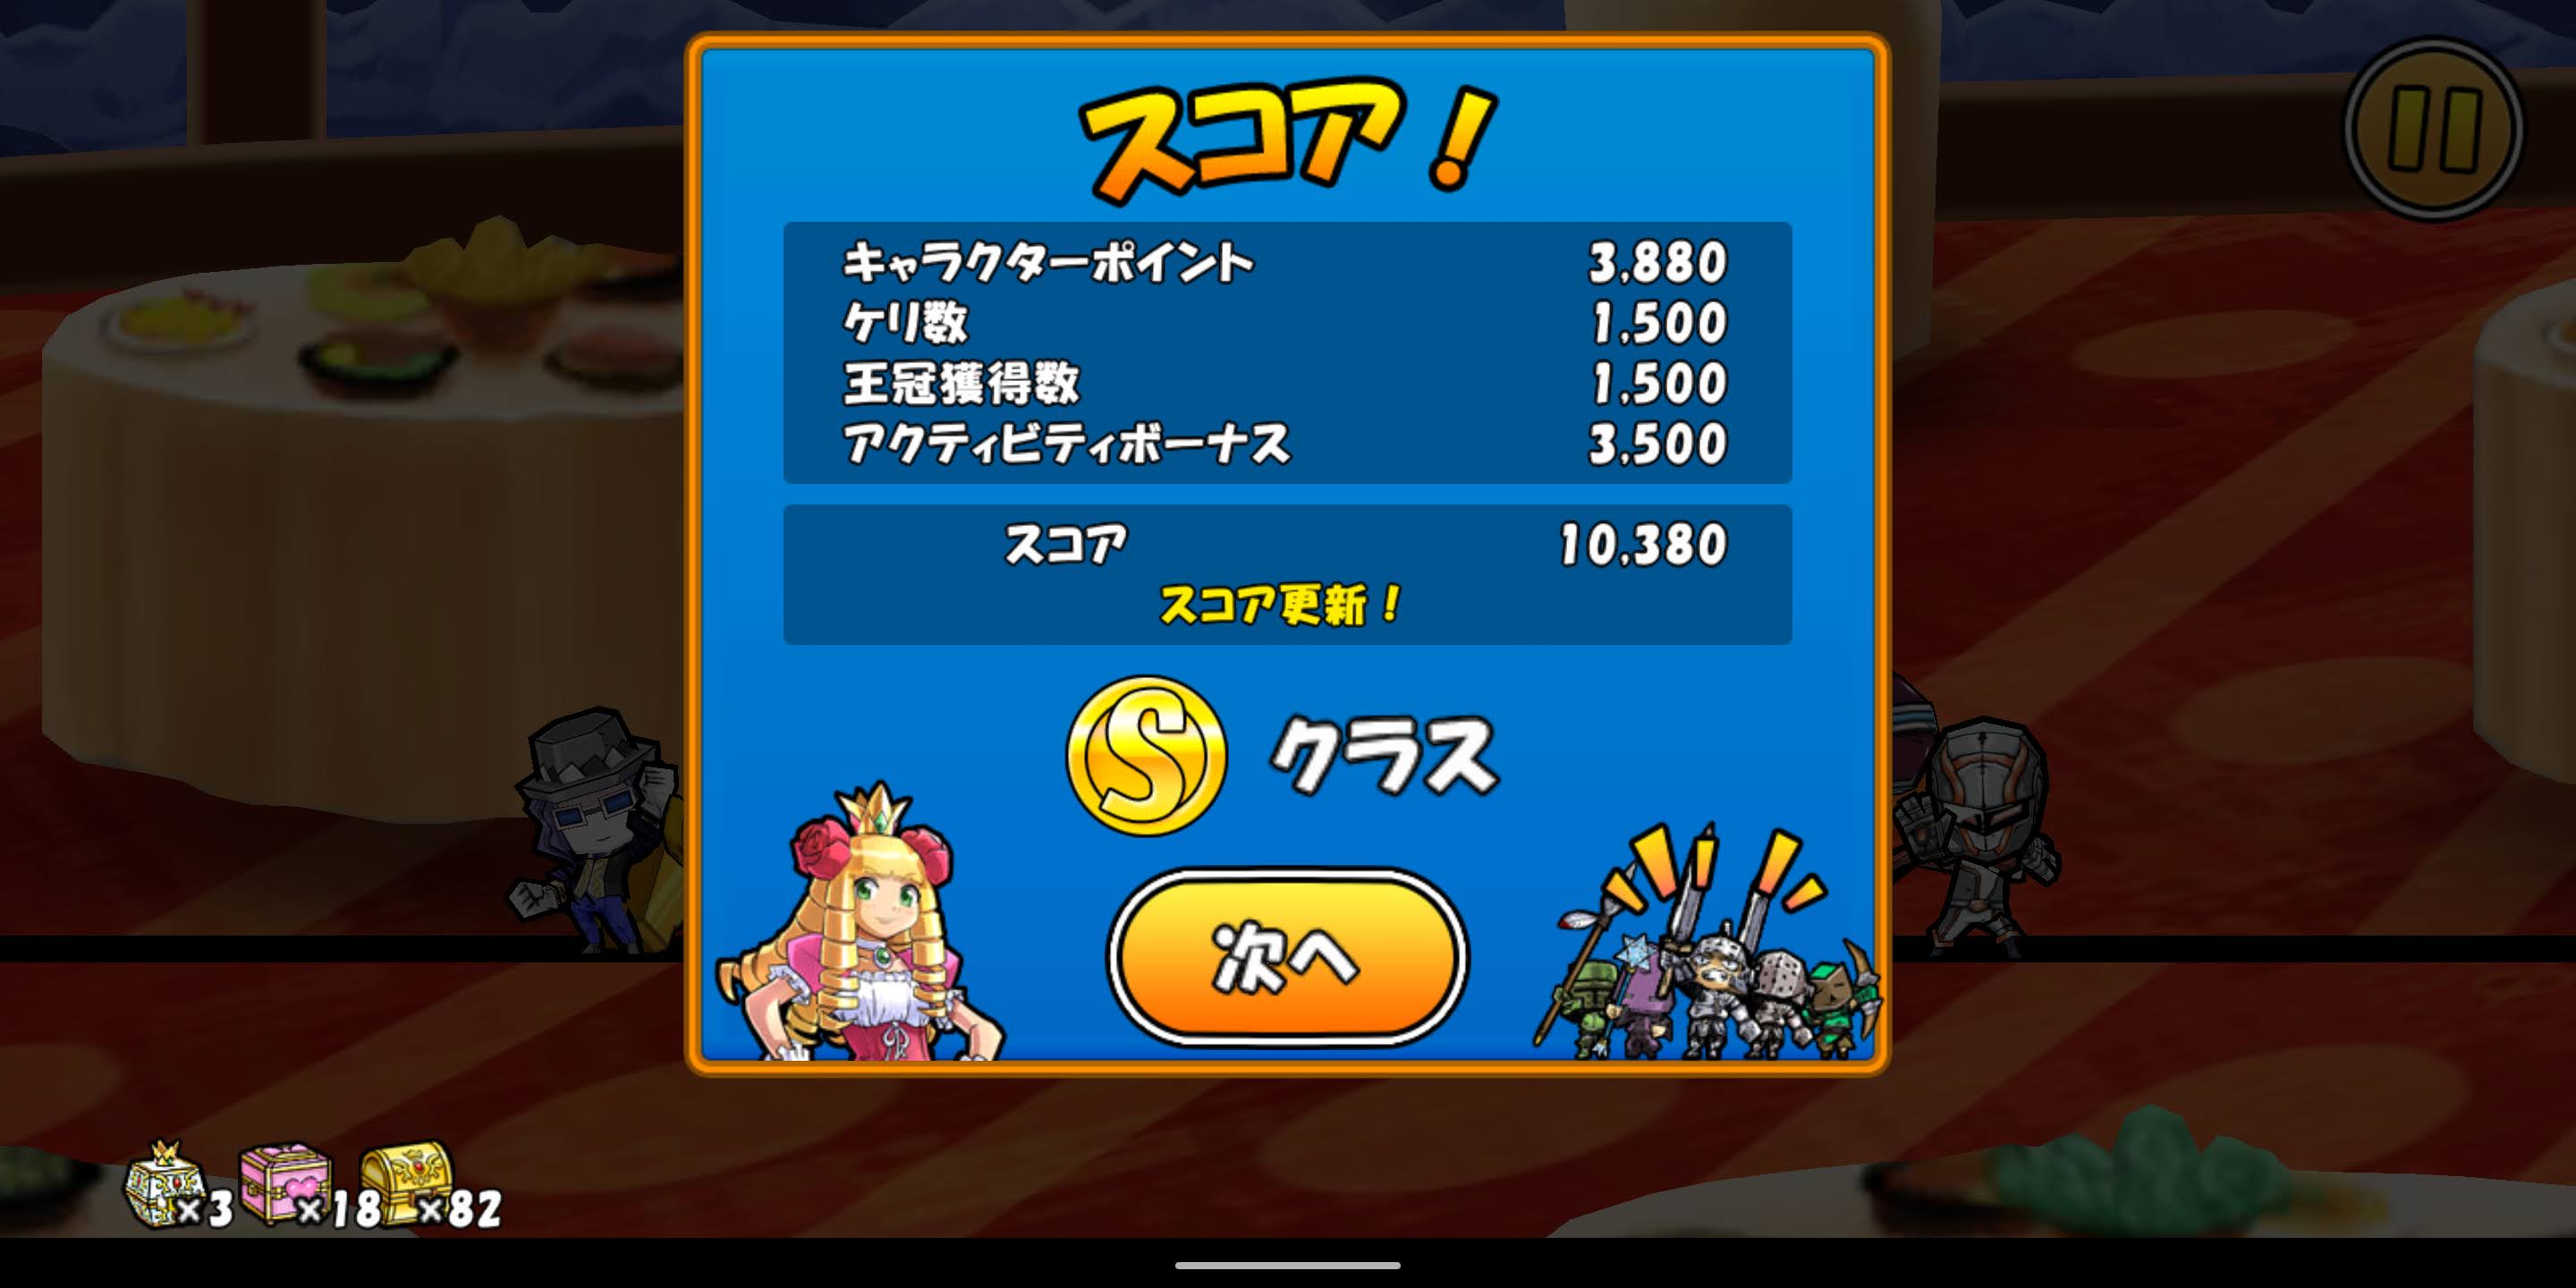 スコア！
キャラクターポイント 3,880
ケリ数 1,500
王冠獲得数 1,500
アクティビティボーナス 3,500
スコア 10,380
スコア更新！
S クラス
次へ
×3 ×18 ×82